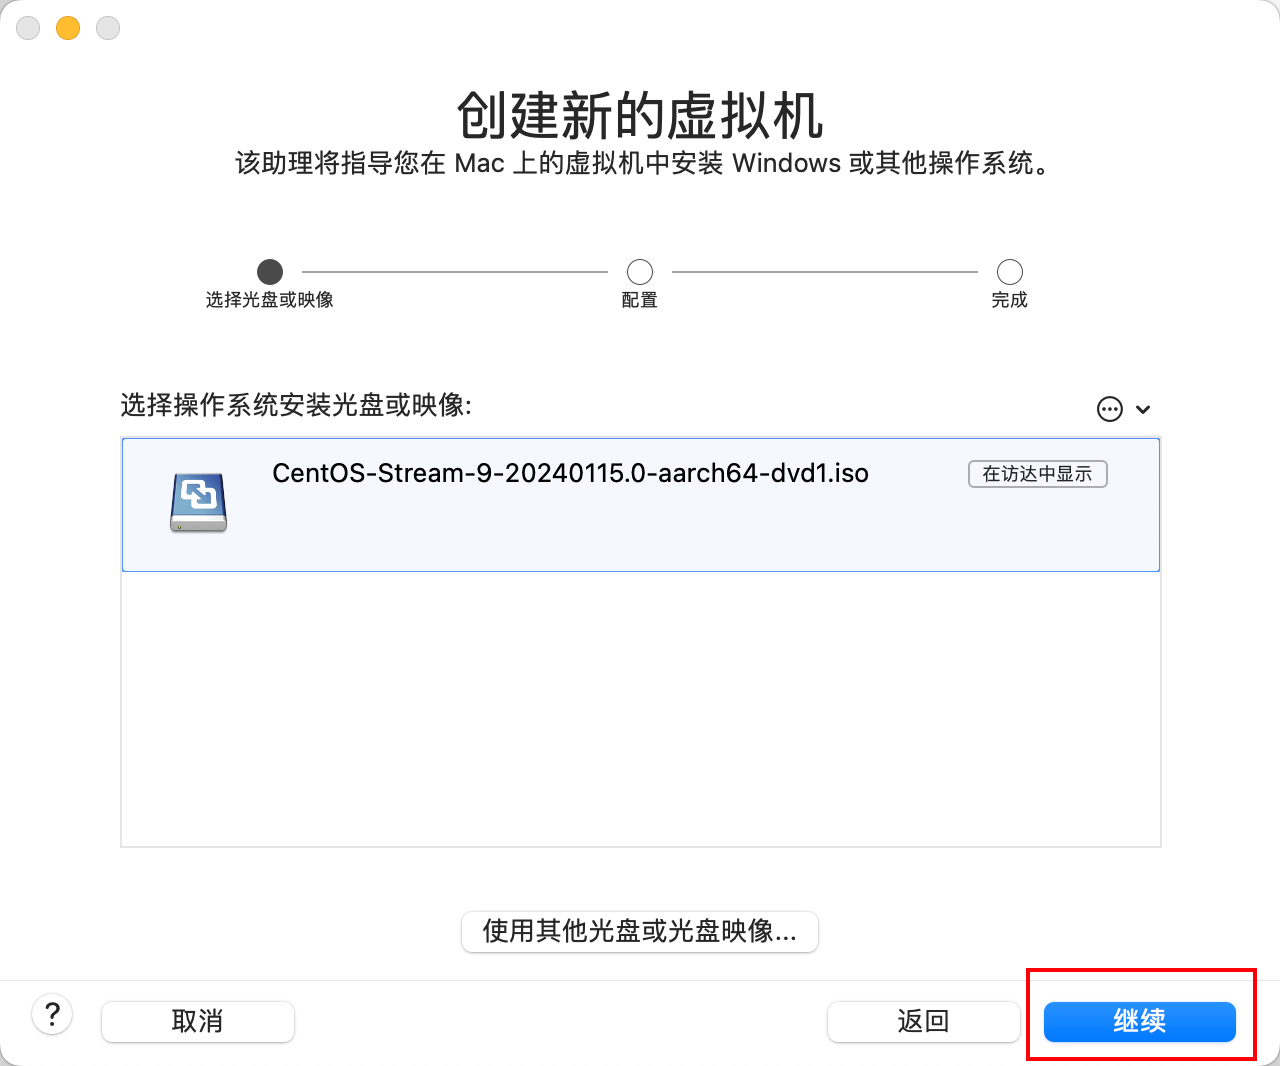 创建新的虚拟机
该助理将指导您在 Mac 上的虚拟机中安装 Windows 或其他操作系统。
选择光盘或映像
配置
完成
选择操作系统安装光盘或映像:
CentOS-Stream-9-20240115.0-aarch64-dvd1.iso
在访达中显示
使用其他光盘或光盘映像...
?
取消
返回
继续